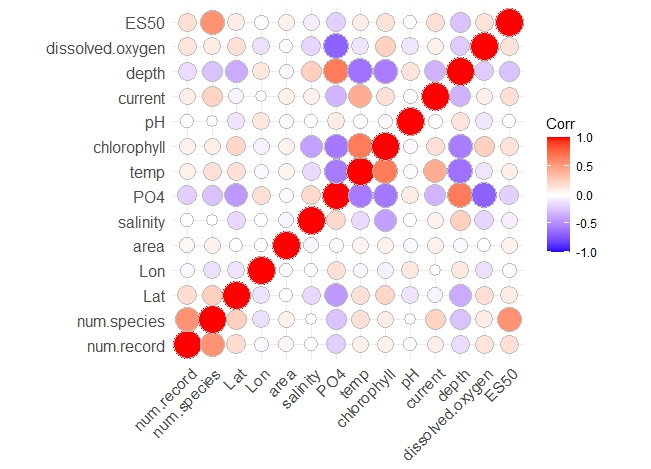 ES50
dissolved.oxygen
depth
current
pH
chlorophyll
temp
PO4
salinity
area
Lon
Lat
num.species
num.record
num.record
num.species
Lat
Lon
area
salinity
PO4
temp
chlorophyll
pH
current
depth
dissolved.oxygen
ES50
Corr
1.0
0.5
0.0
-0.5
-1.0